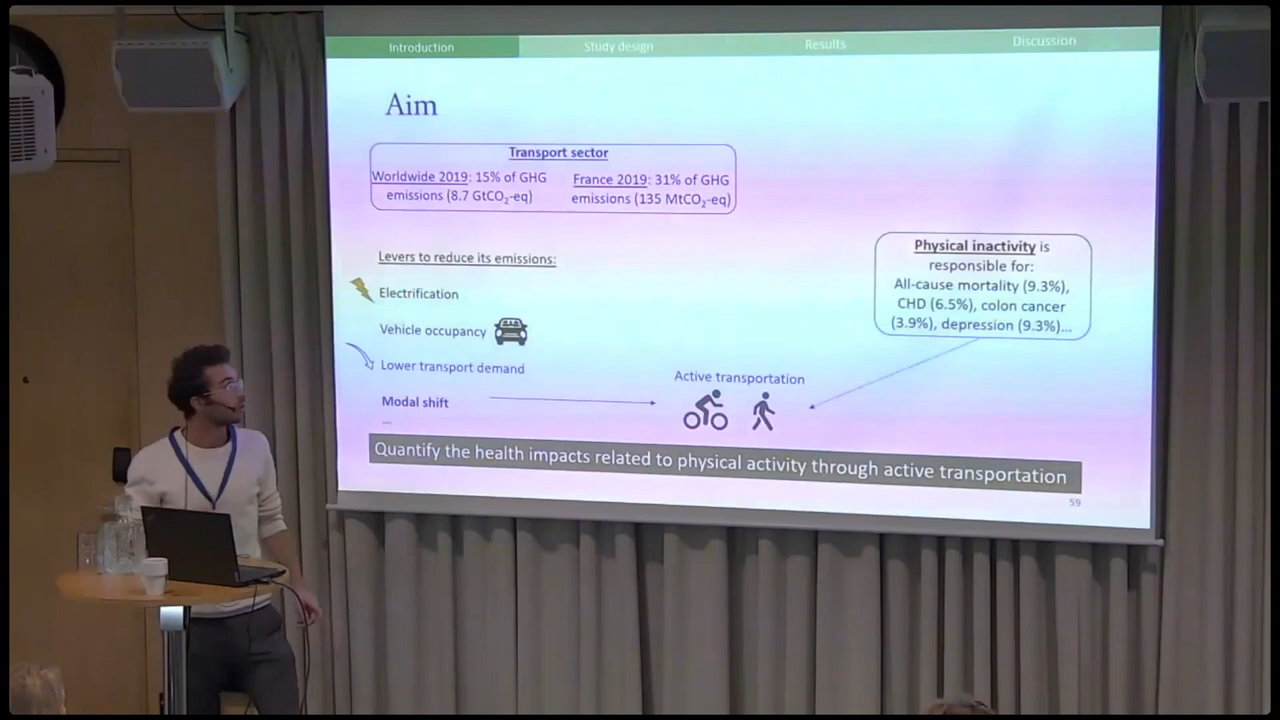 Introduction
Study design
Results
Discussion
Aim
Transport sector
Worldwide 2019: 15% of GHG
emissions (8.7 GtCO₂-eq)
France 2019: 31% of GHG
emissions (135 MtCO₂-eq)
Levers to reduce its emissions:
Electrification
Vehicle occupancy
Lower transport demand
Modal shift
...
Active transportation
Physical inactivity is
responsible for:
All-cause mortality (9.3%),
CHD (6.5%), colon cancer
(3.9%), depression (9.3%)...
Quantify the health impacts related to physical activity through active transportation
59